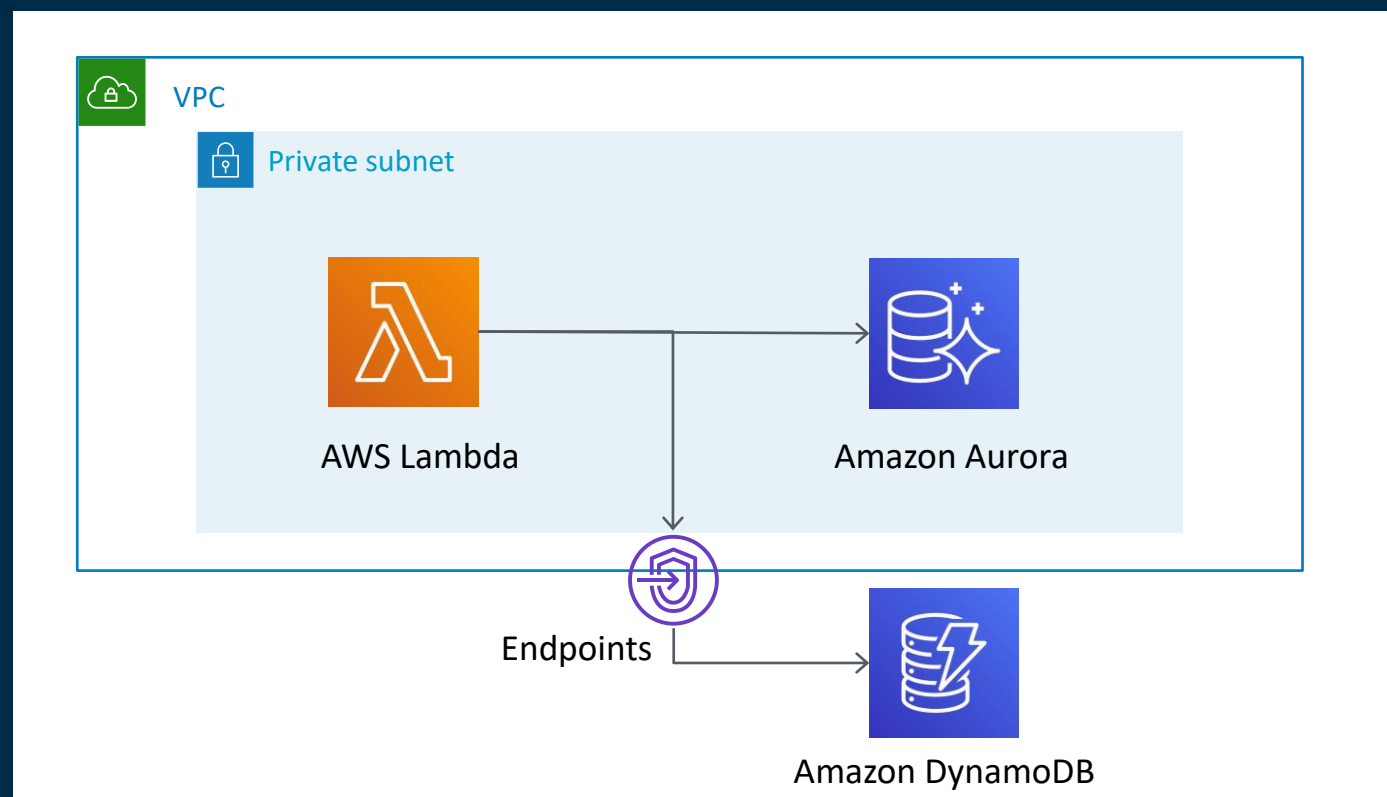 VPC
Private subnet
AWS Lambda
Amazon Aurora
Endpoints
Amazon DynamoDB